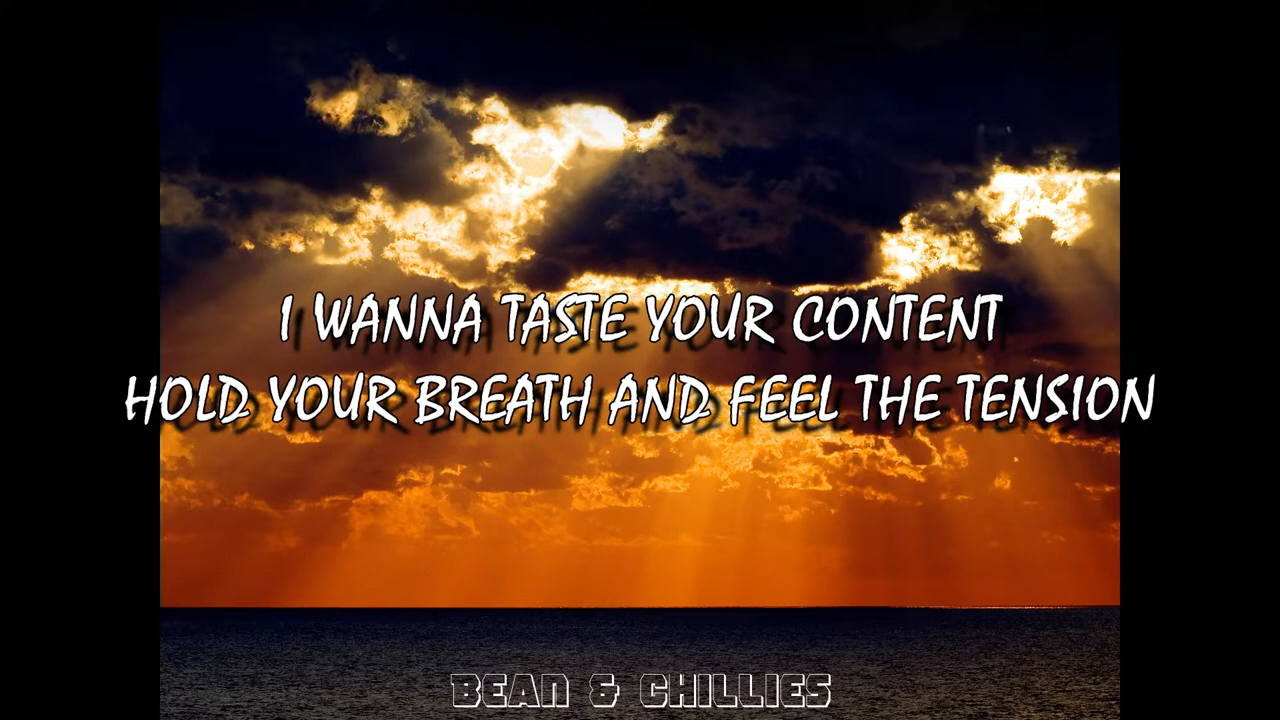 I WANNA TASTE YOUR CONTENT
HOLD YOUR BREATH AND FEEL THE TENSION
BEAN & CHILLIES